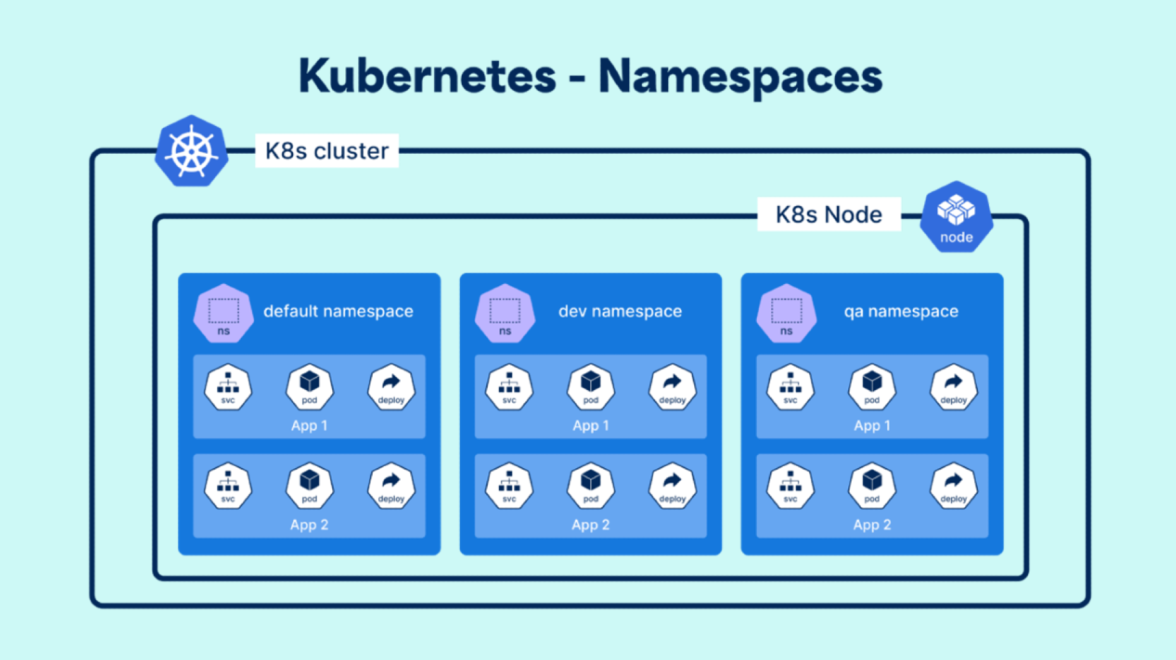 Kubernetes - Namespaces
K8s cluster
K8s Node
node
default namespace
ns
svc
pod
deploy
App 1
svc
pod
deploy
App 2
dev namespace
ns
svc
pod
deploy
App 1
svc
pod
deploy
App 2
qa namespace
ns
svc
pod
deploy
App 1
svc
pod
deploy
App 2